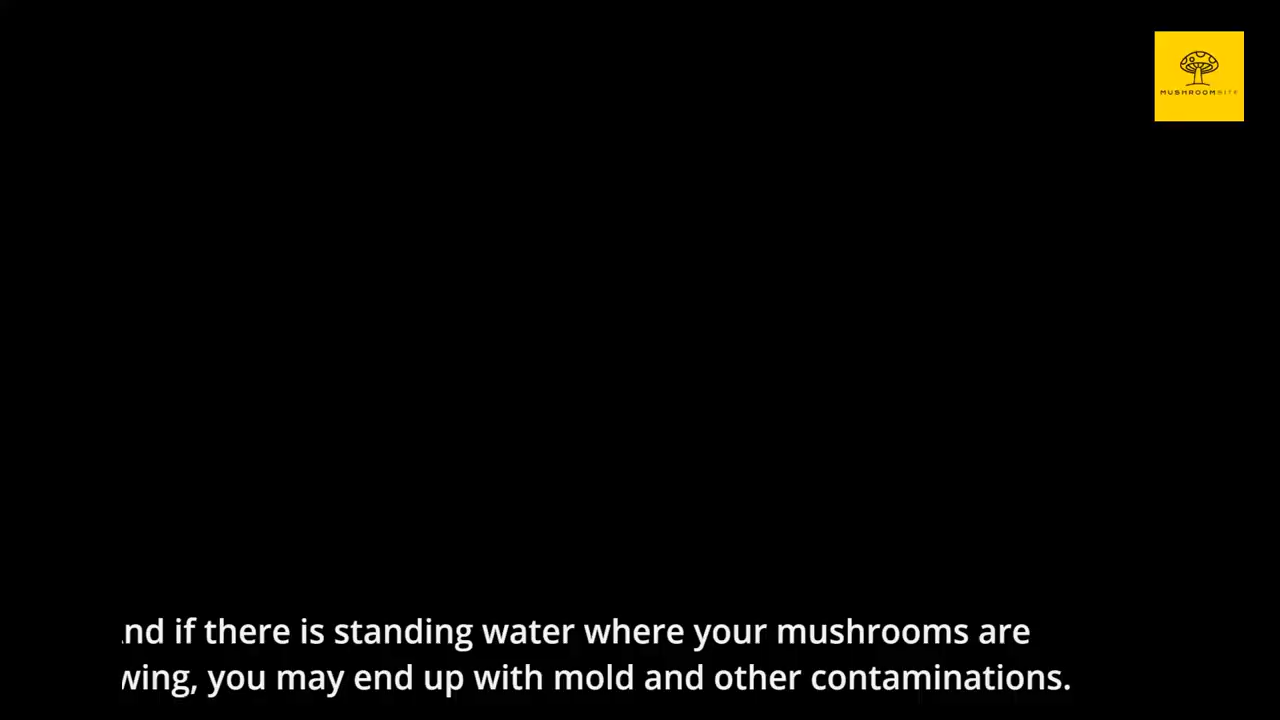 MUSHROOMSITE
nd if there is standing water where your mushrooms are
wing, you may end up with mold and other contaminations.